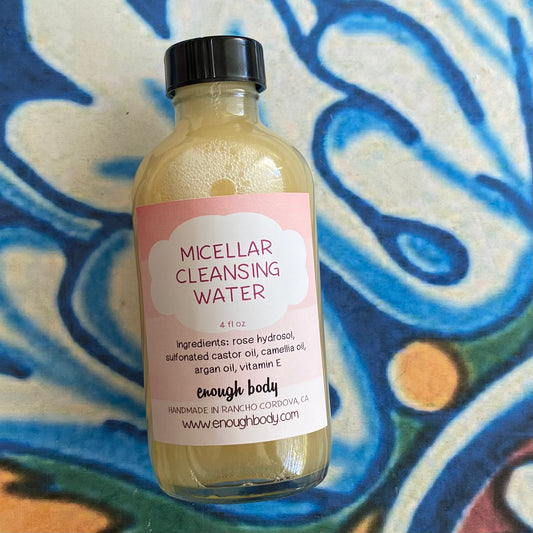 MICELLAR
CLEANSING
WATER
4 fl oz
Ingredients: rose hydrosol,
sulfonated castor oil, camellia oil,
argan oil, vitamin E
enough body
HANDMADE IN RANCHO CORDOVA, CA
www.enoughbody.com